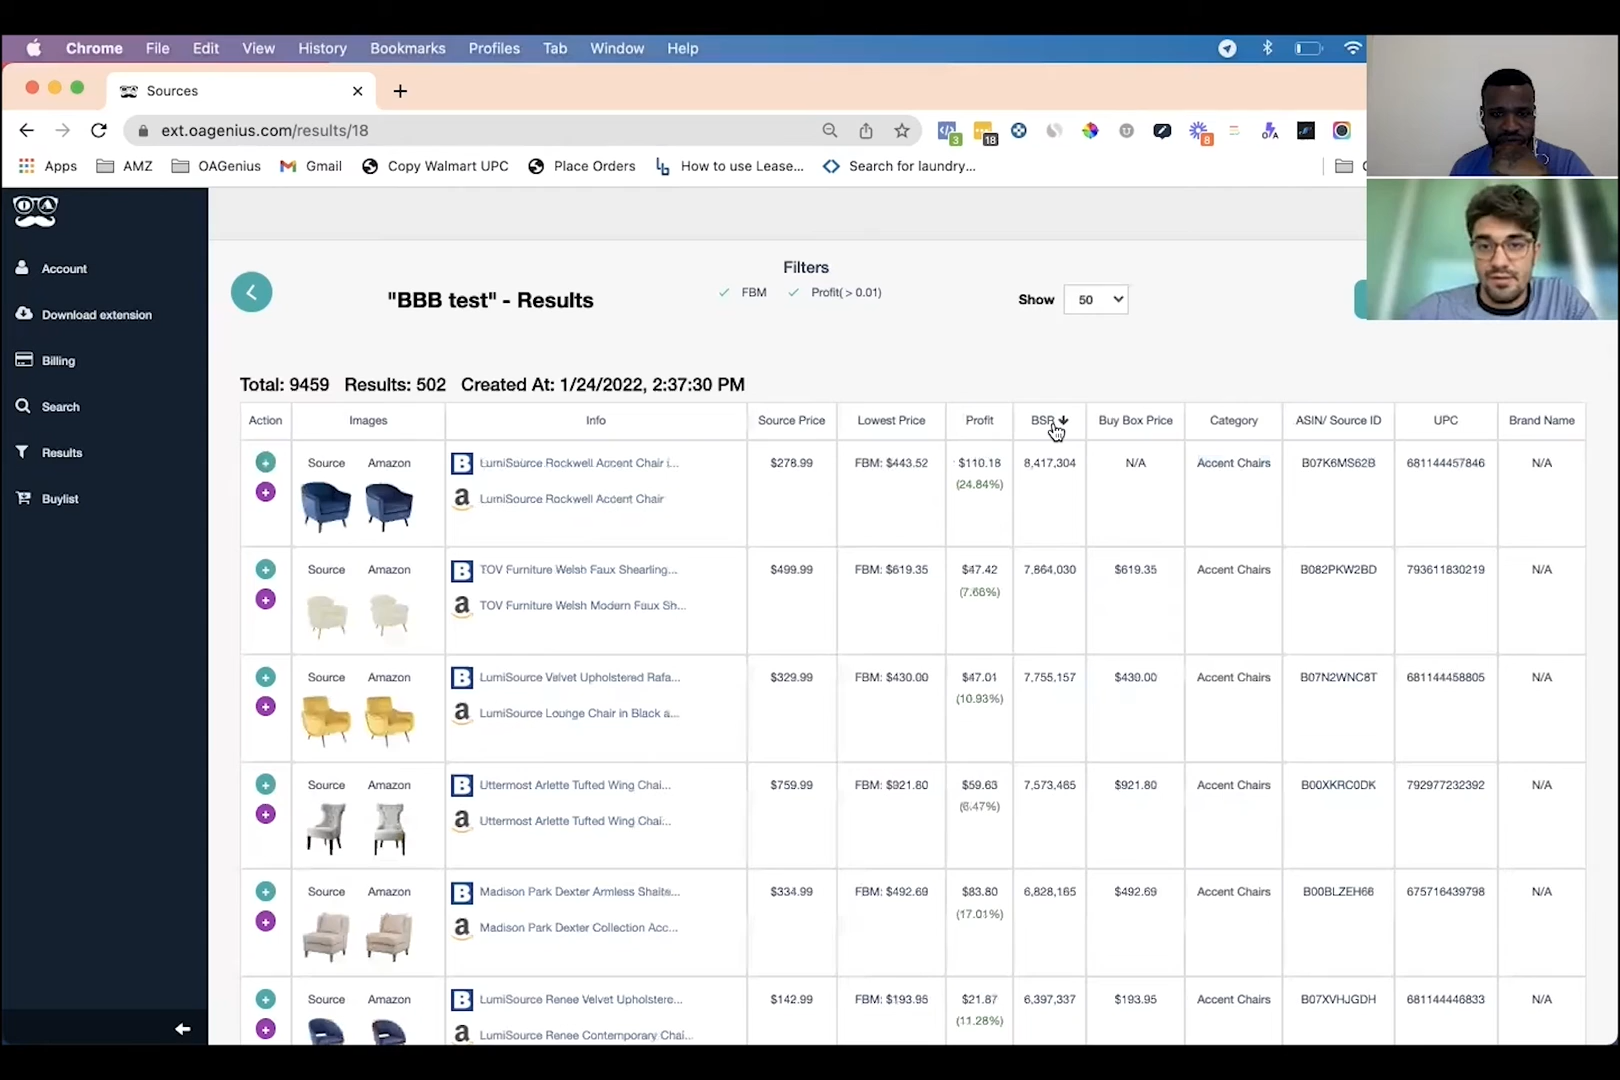 Chrome File Edit View History Bookmarks Profiles Tab Window Help
Sources
ext.oagenius.com/results/18
3 18 8
Apps AMZ OAGenius Gmail Copy Walmart UPC Place Orders How to use Lease... Search for laundry...
OA
Account
Download extension
Billing
Search
Results
Buylist
"BBB test" - Results
Filters
FBM Profit( > 0.01)
Show 50
Total: 9459 Results: 502 Created At: 1/24/2022, 2:37:30 PM
Action Images Info Source Price Lowest Price Profit BSR Buy Box Price Category ASIN/ Source ID UPC Brand Name
Source Amazon B LumiSource Rockwell Accent Chair i... $278.99 FBM: $443.52 $110.18 8,417,304 N/A Accent Chairs B07K6MS62B 681144457846 N/A
(24.84%)
a LumiSource Rockwell Accent Chair
Source Amazon B TOV Furniture Welsh Faux Shearling... $499.99 FBM: $619.35 $47.42 7,864,030 $619.35 Accent Chairs B082PKW2BD 793611830219 N/A
(7.66%)
a TOV Furniture Welsh Modern Faux Sh...
Source Amazon B LumiSource Velvet Upholstered Rafa... $329.99 FBM: $430.00 $47.01 7,755,157 $430.00 Accent Chairs B07N2WNC8T 681144458805 N/A
(10.93%)
a LumiSource Lounge Chair in Black a...
Source Amazon B Uttermost Arlette Tufted Wing Chai... $759.99 FBM: $921.80 $59.63 7,573,465 $921.80 Accent Chairs B00XKRC0DK 792977232392 N/A
(6.47%)
a Uttermost Arlette Tufted Wing Chai...
Source Amazon B Madison Park Dexter Armless Shelte... $334.99 FBM: $492.69 $83.80 6,828,165 $492.69 Accent Chairs B00BLZEH66 675716439798 N/A
(17.01%)
a Madison Park Dexter Collection Acc...
Source Amazon B LumiSource Renee Velvet Upholstere... $142.99 FBM: $193.95 $21.87 6,397,337 $193.95 Accent Chairs B07XVHJGDH 681144446833 N/A
(11.28%)
a LumiSource Renee Contemporary Chai...